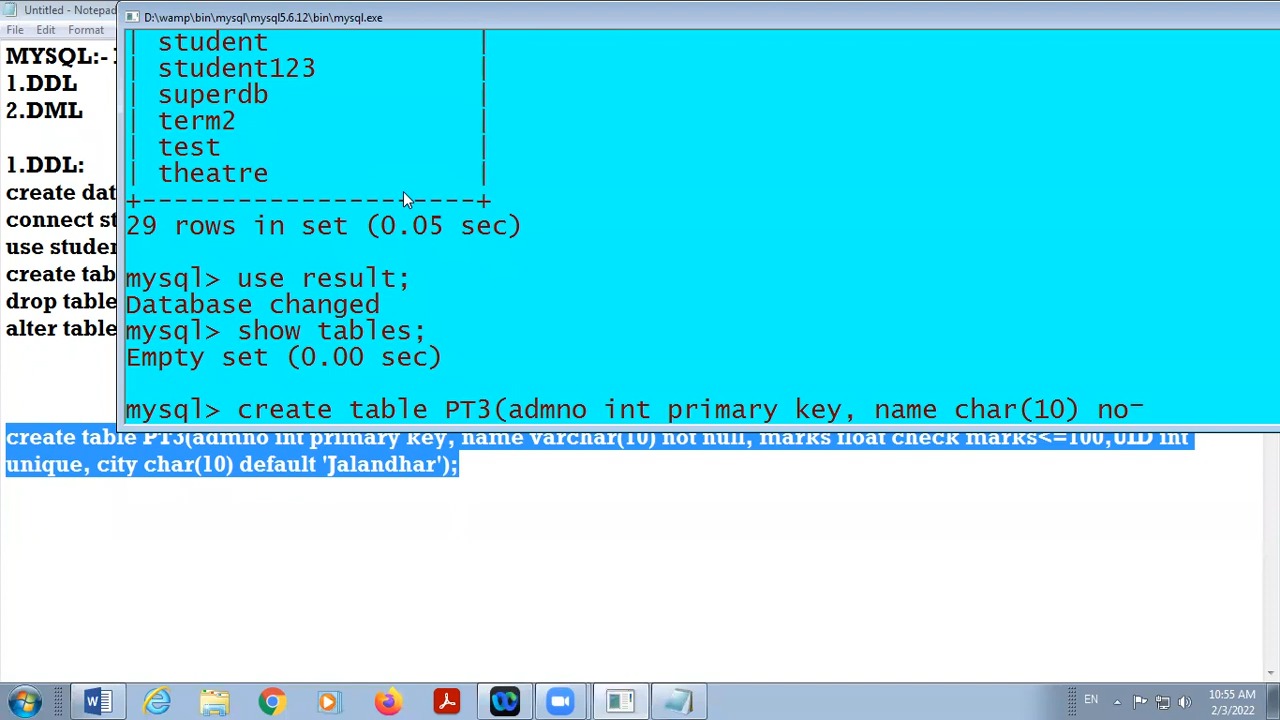 Untitled - Notepad
D:\wamp\bin\mysql\mysql5.6.12\bin\mysql.exe
File Edit Format
MYSQL:-
1.DDL
2.DML
1.DDL:
create dat
connect st
use studen
create tab
drop table
alter table
| student |
| student123 |
| superdb |
| term2 |
| test |
| theatre |
+---------------------+
29 rows in set (0.05 sec)
mysql> use result;
Database changed
mysql> show tables;
Empty set (0.00 sec)
mysql> create table PT3(admno int primary key, name char(10) no
create table PT3(admno int primary key, name varchar(10) not null, marks float check marks<=100,UID int
unique, city char(10) default 'Jalandhar');
EN
10:55 AM
2/3/2022